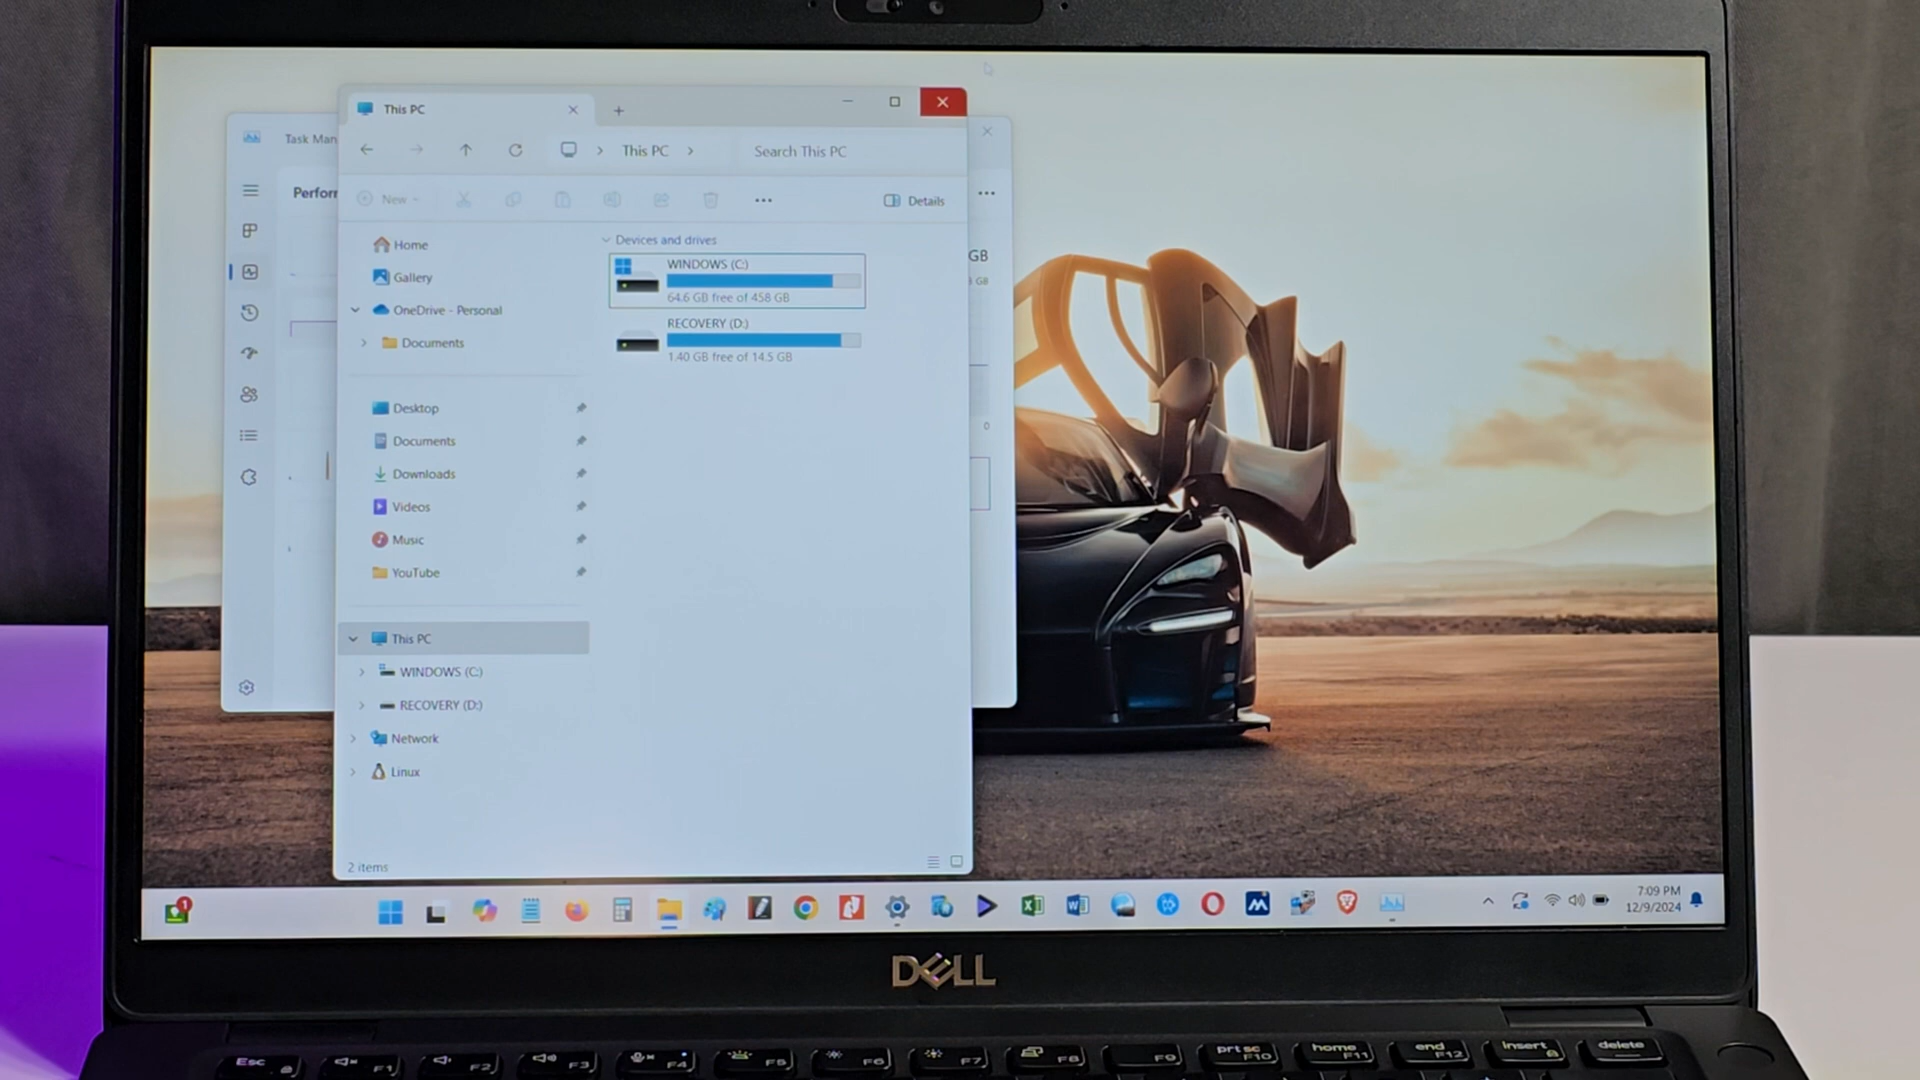 This PC
Task Man
This PC
Search This PC
Perfor
New
Details
Home
Gallery
OneDrive - Personal
Documents
Desktop
Documents
Downloads
Videos
Music
YouTube
This PC
WINDOWS (C:)
RECOVERY (D:)
Network
Linux
2 items
Devices and drives
WINDOWS (C:)
64.6 GB free of 458 GB
RECOVERY (D:)
1.40 GB free of 14.5 GB
GB
GB
0
1
7:09 PM
12/9/2024
DELL
Esc
F1
F2
F3
F4
F5
F6
F7
F8
F9
prt sc
F10
home
F11
end
F12
insert
delete